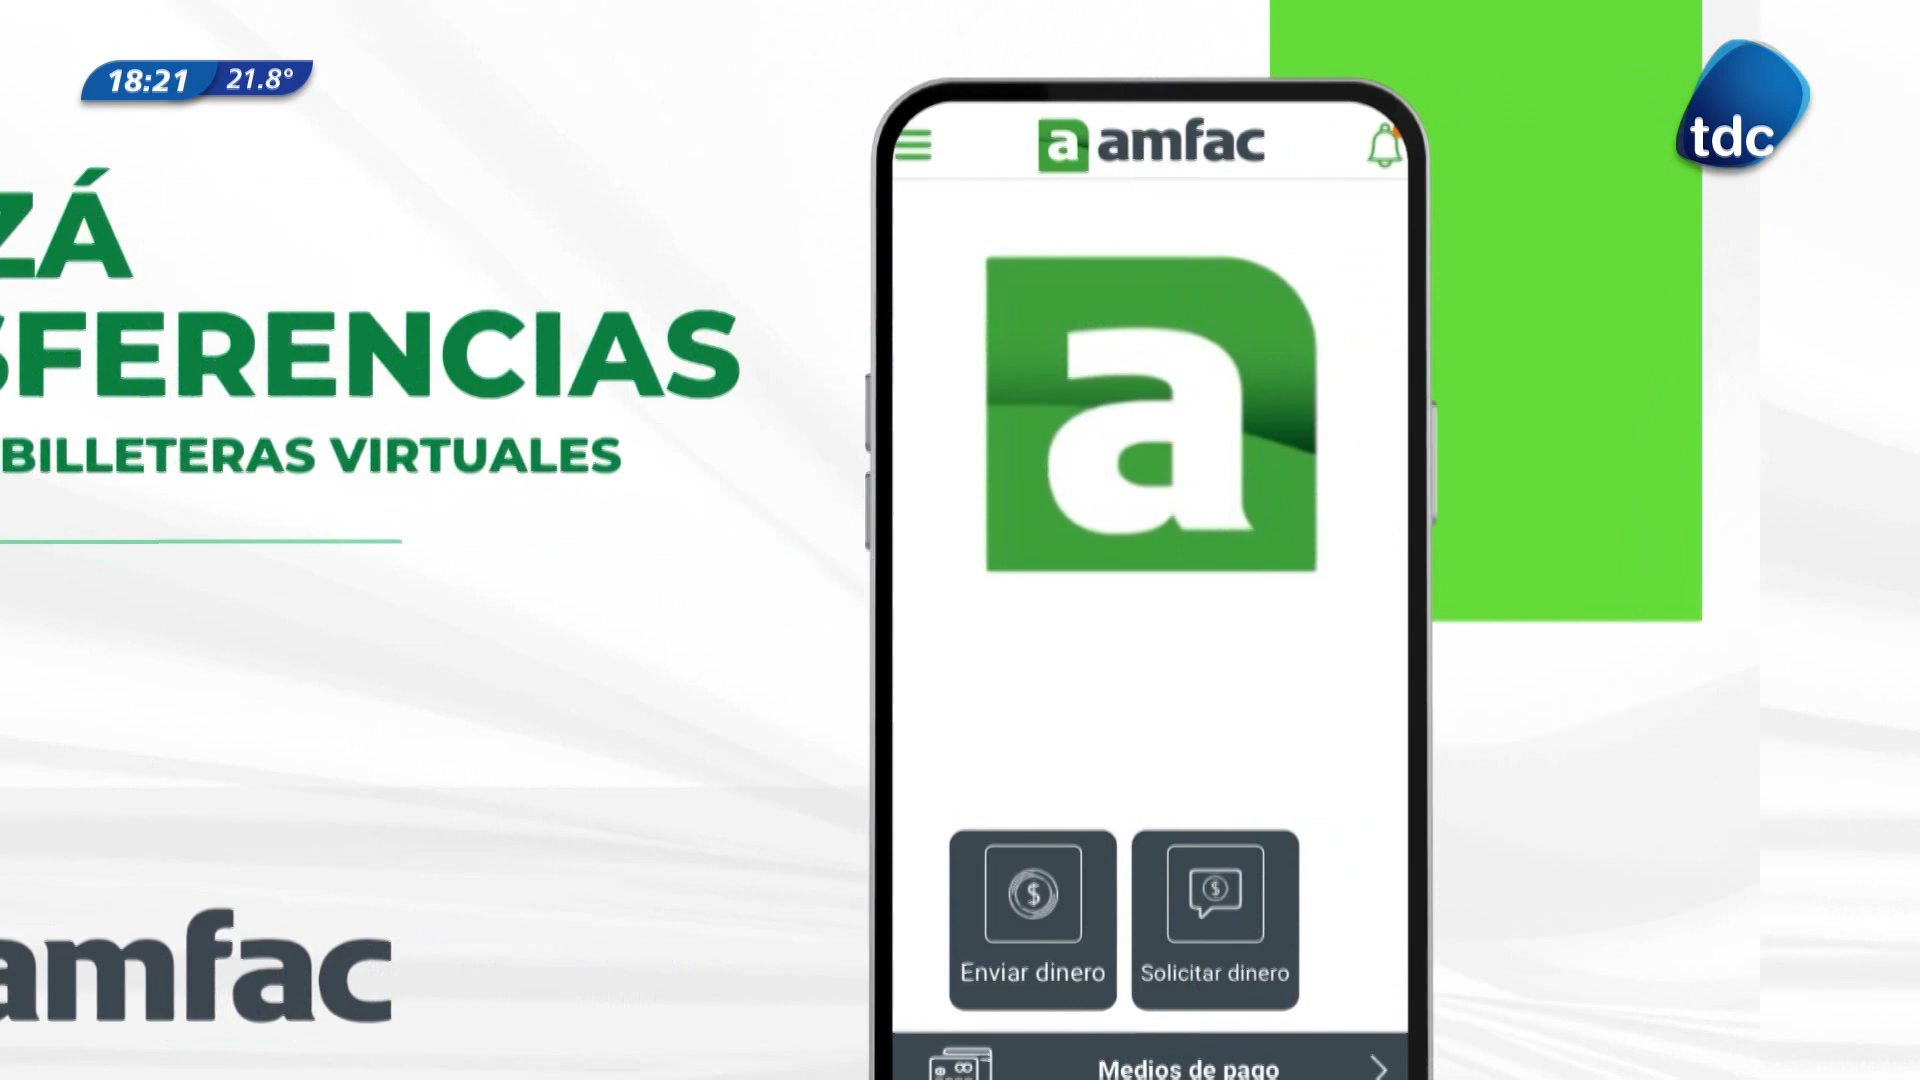 18:21 21.8°
tdc
a amfac
ZÁ
SFERENCIAS
BILLETERAS VIRTUALES
a
amfac
$ $
Enviar dinero Solicitar dinero
Medios de pago